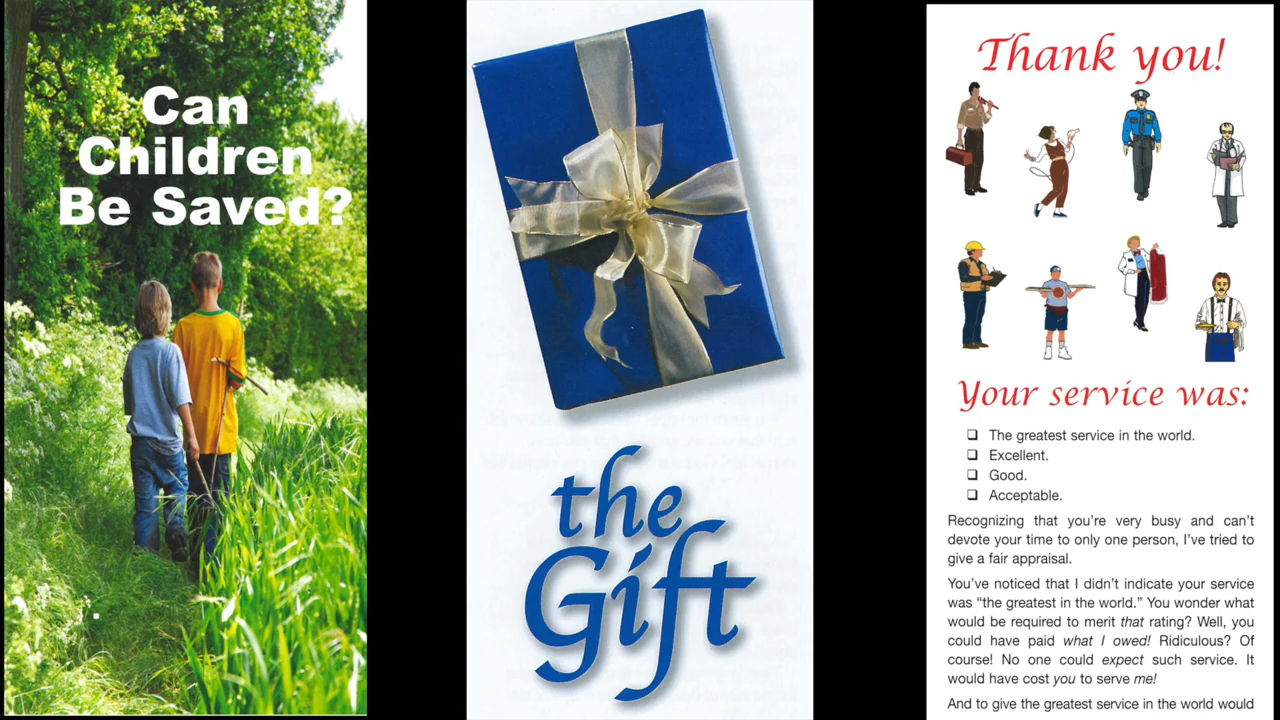 Can
Children
Be Saved?
the
Gift
Thank you!
Your service was:
❑ The greatest service in the world.
❑ Excellent.
❑ Good.
❑ Acceptable.
Recognizing that you're very busy and can't
devote your time to only one person, I've tried to
give a fair appraisal.
You've noticed that I didn't indicate your service
was “the greatest in the world.” You wonder what
would be required to merit that rating? Well, you
could have paid what I owed! Ridiculous? Of
course! No one could expect such service. It
would have cost you to serve me!
And to give the greatest service in the world would